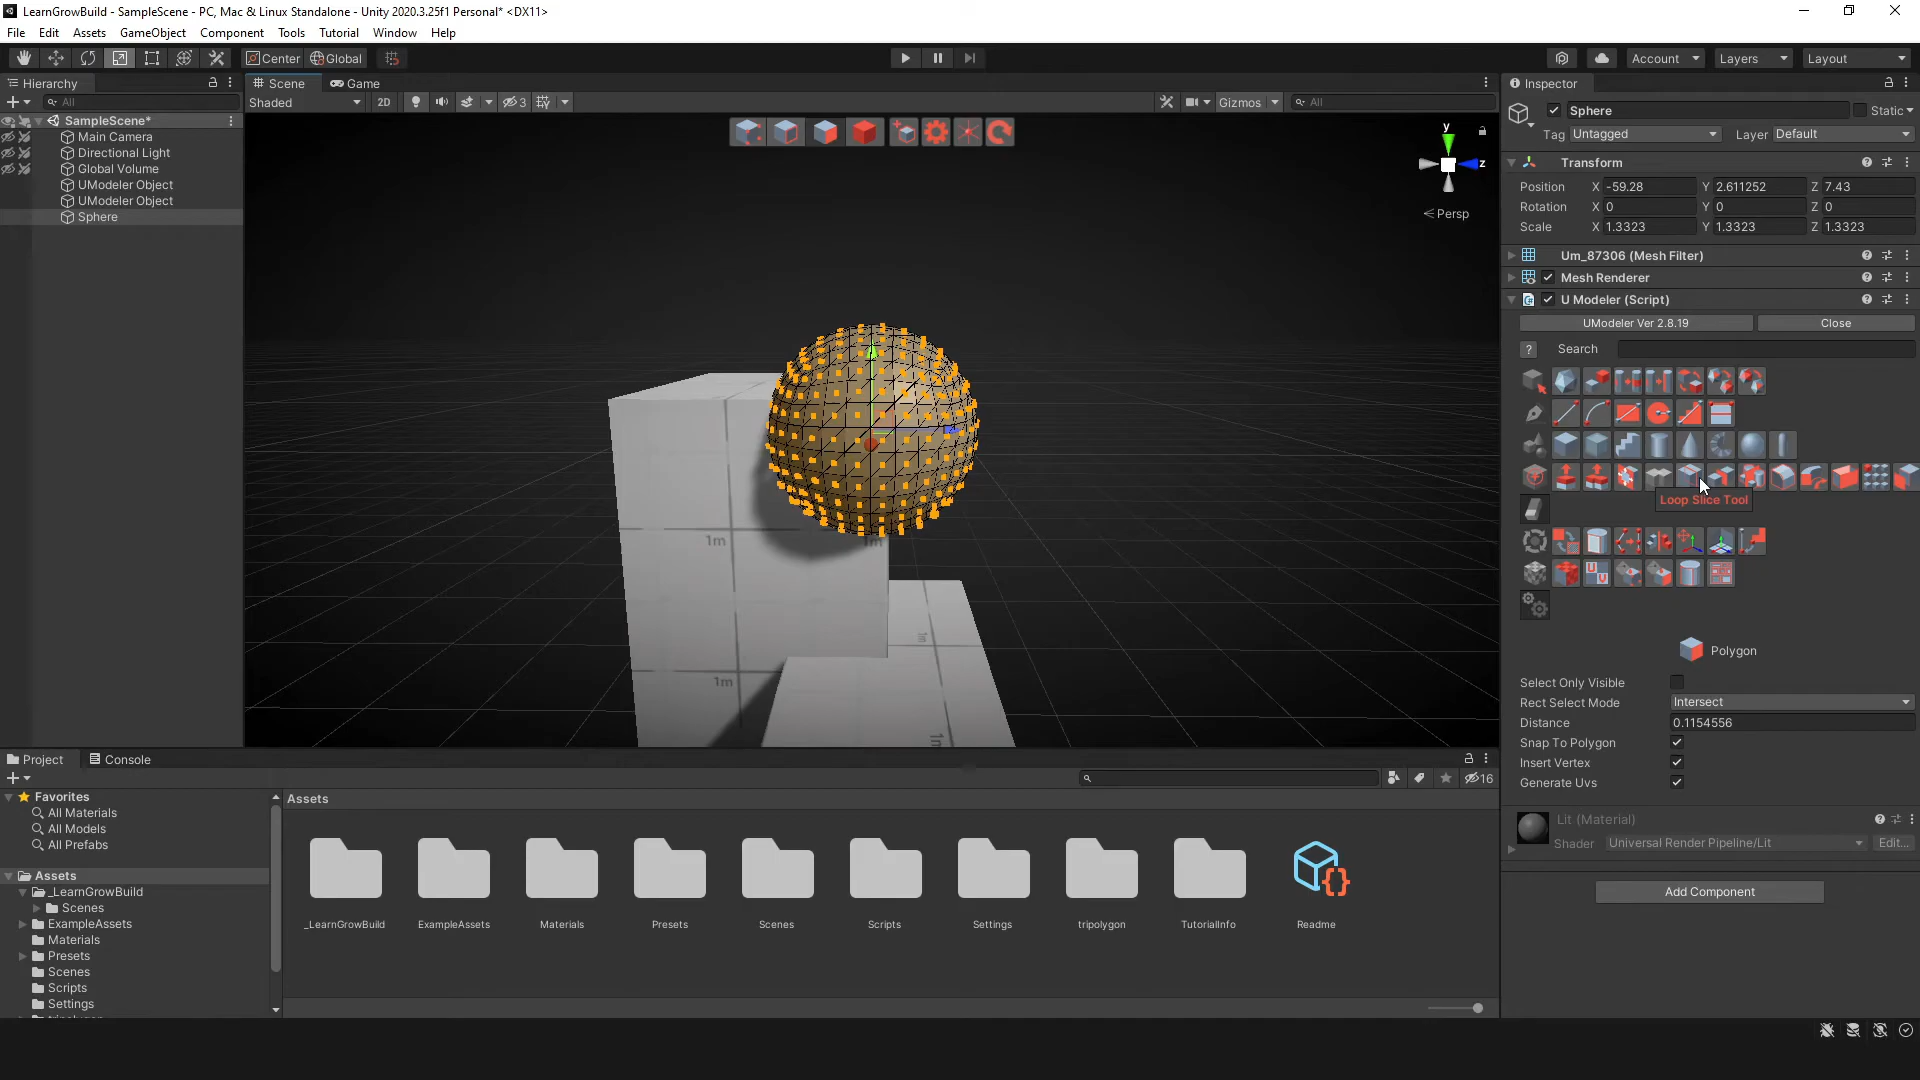 LearnGrowBuild - SampleScene - PC, Mac & Linux Standalone - Unity 2020.3.25f1 Personal* <DX11>
File Edit Assets GameObject Component Tools Tutorial Window Help
Center Global Account Layers Layout
Hierarchy
Scene Game
Inspector
All
Shaded 2D 3 Gizmos All
Sphere Static
Tag Untagged Layer Default
SampleScene*
Main Camera
Directional Light
Global Volume
UModeler Object
UModeler Object
Sphere
y
z
Persp
1m
1m
1m
1m
1m
Transform
Position X -59.28 Y 2.611252 Z 7.43
Rotation X 0 Y 0 Z 0
Scale X 1.3323 Y 1.3323 Z 1.3323
Um_87306 (Mesh Filter)
Mesh Renderer
U Modeler (Script)
UModeler Ver 2.8.19 Close
? Search
Loop Slice Tool
Polygon
Select Only Visible
Rect Select Mode Intersect
Distance 0.1154556
Snap To Polygon
Insert Vertex
Generate Uvs
Lit (Material)
Shader Universal Render Pipeline/Lit Edit...
Add Component
Project Console
16
Favorites
All Materials
All Models
All Prefabs
Assets
_LearnGrowBuild
Scenes
ExampleAssets
Materials
Presets
Scenes
Scripts
Settings
Assets
_LearnGrowBuild ExampleAssets Materials Presets Scenes Scripts Settings tripolygon TutorialInfo Readme